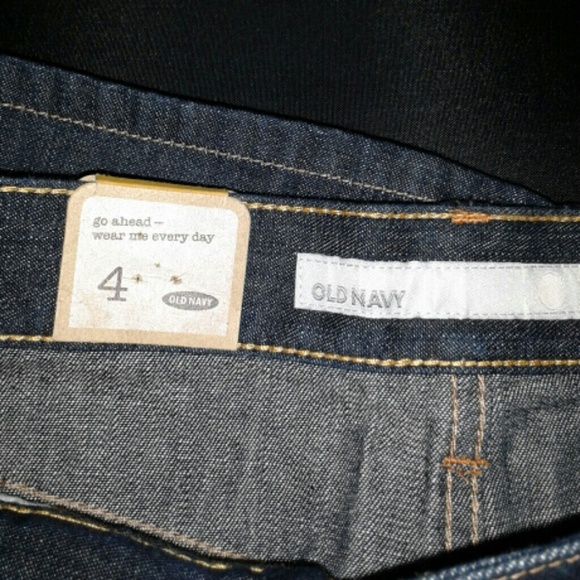 go ahead—
wear me every day
4
OLD NAVY
OLD NAVY